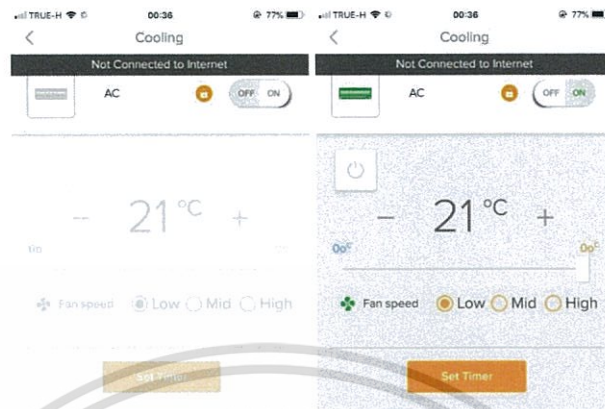 TRUE-H 00:36 77%
Cooling
Not Connected to Internet
AC OFF ON
21 °C
Fan speed Low Mid High
Set Timer
TRUE-H 00:36 77%
Cooling
Not Connected to Internet
AC OFF ON
− 21 °C +
0o°C 0o°C
Fan speed Low Mid High
Set Timer